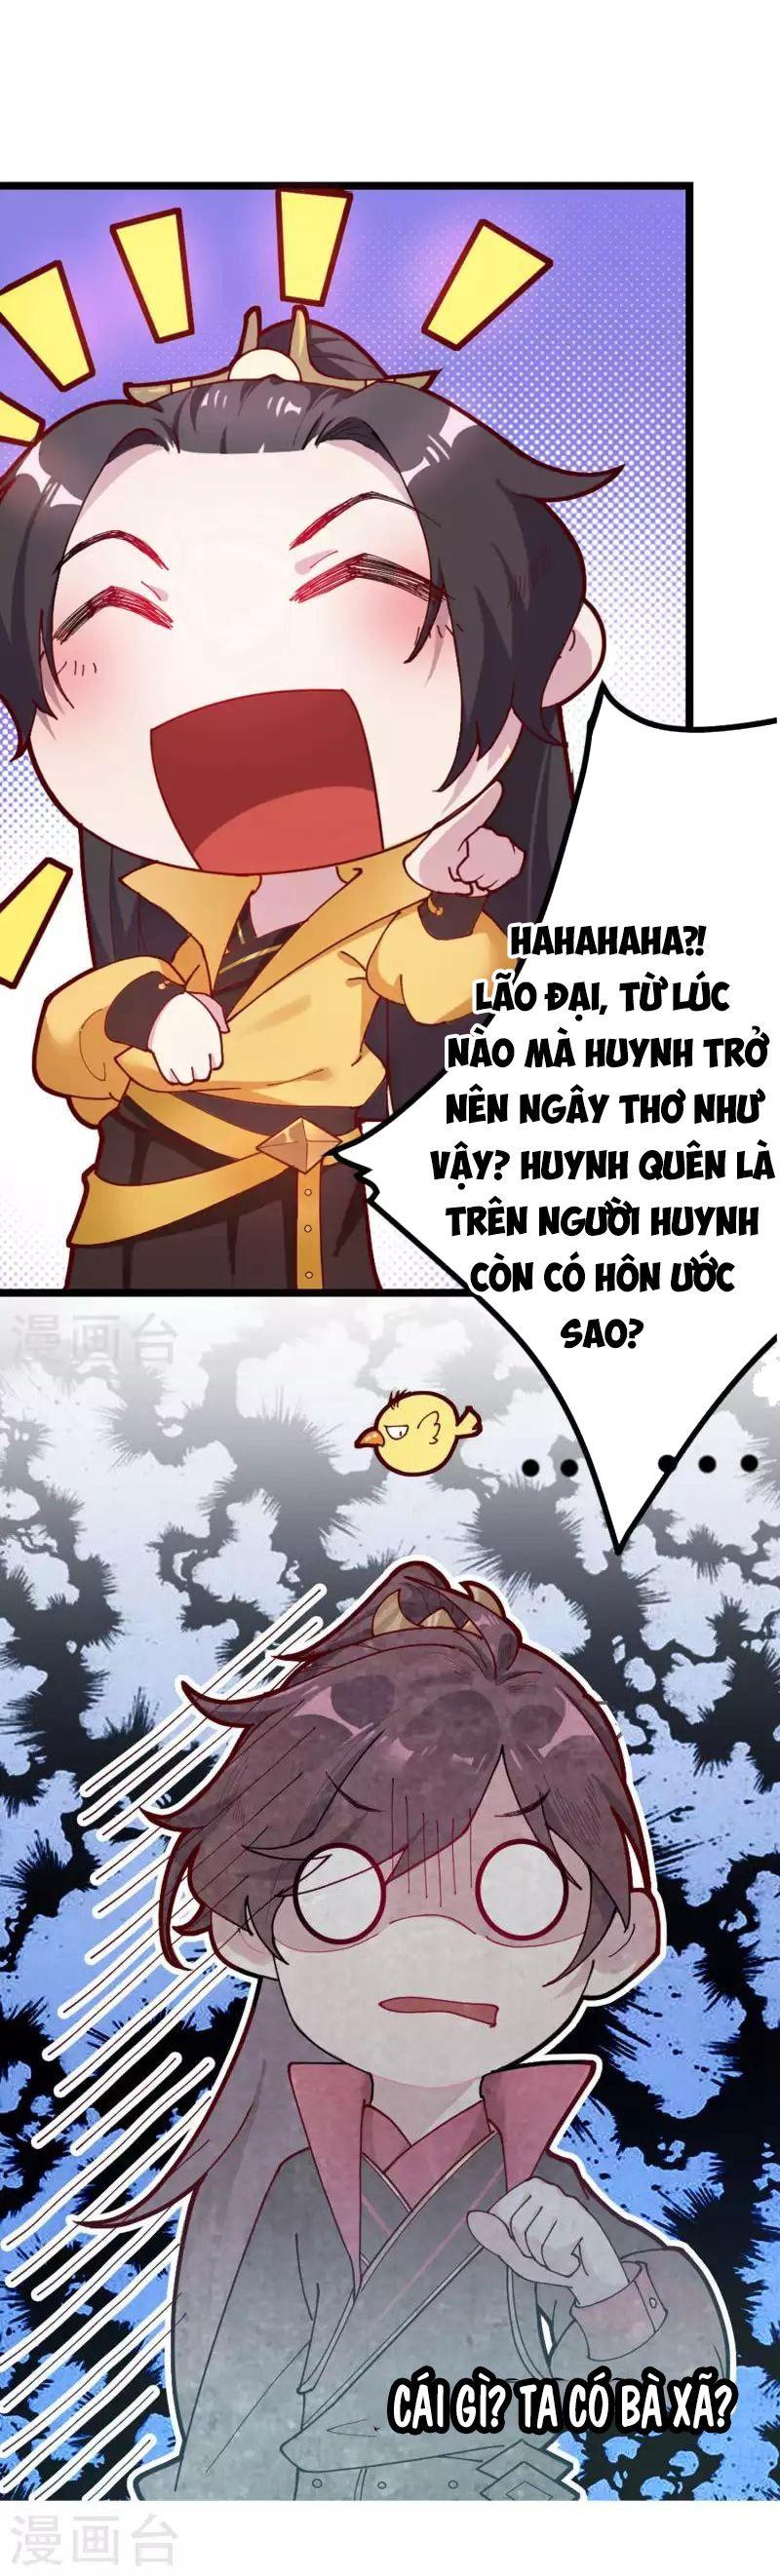 HAHAHAHA?!
LÃO ĐẠI, TỪ LÚC
NÀO MÀ HUYNH TRỞ
NÊN NGÂY THƠ NHƯ
VẬY? HUYNH QUÊN LÀ
TRÊN NGƯỜI HUYNH
CÒN CÓ HÔN ƯỚC
SAO?
漫画台
.. ...
CÁI GÌ? TA CÓ BÀ XÃ?
漫画台